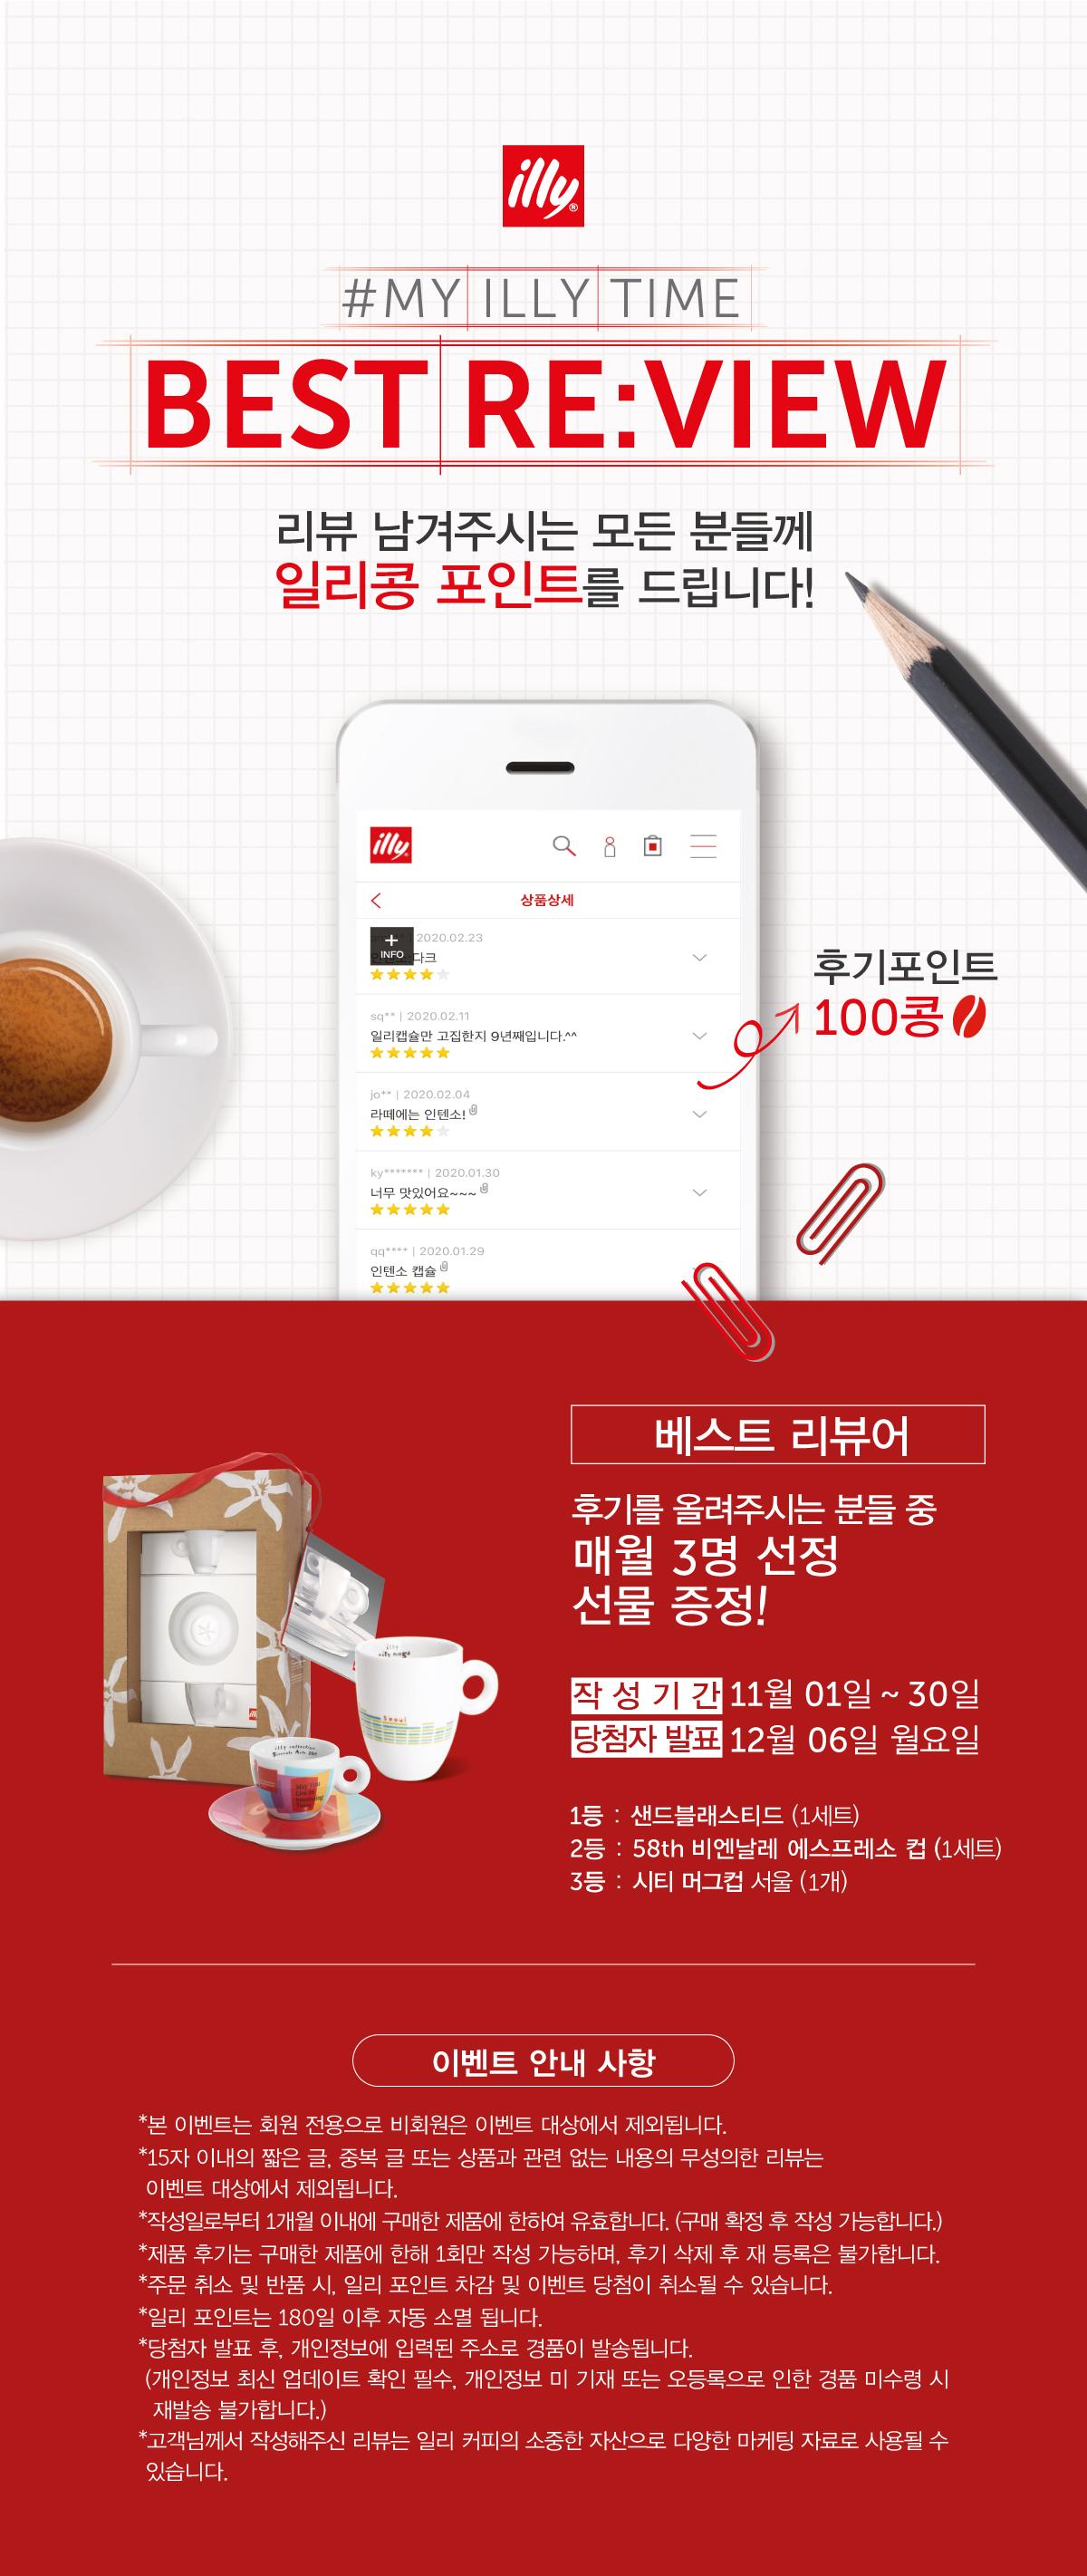 illy
#MY ILLY TIME
BEST RE:VIEW
리뷰 남겨주시는 모든 분들께
일리콩 포인트를 드립니다!
illy
상품상세
+
INFO
2020.02.23
다크
sq** | 2020.02.11
일리캡슐만 고집한지 9년째입니다.^^
jo** | 2020.02.04
라떼에는 인텐소!
ky******* | 2020.01.30
너무 맛있어요~~~
qq**** | 2020.01.29
인텐소 캡슐
후기포인트
100콩
베스트 리뷰어
후기를 올려주시는 분들 중
매월 3명 선정
선물 증정!
작 성 기 간 11월 01일 ~ 30일
당첨자 발표 12월 06일 월요일
1등 : 샌드블래스티드 (1세트)
2등 : 58th 비엔날레 에스프레소 컵 (1세트)
3등 : 시티 머그컵 서울 (1개)
Seoul
illy collection
이벤트 안내 사항
*본 이벤트는 회원 전용으로 비회원은 이벤트 대상에서 제외됩니다.
*15자 이내의 짧은 글, 중복 글 또는 상품과 관련 없는 내용의 무성의한 리뷰는
이벤트 대상에서 제외됩니다.
*작성일로부터 1개월 이내에 구매한 제품에 한하여 유효합니다. (구매 확정 후 작성 가능합니다.)
*제품 후기는 구매한 제품에 한해 1회만 작성 가능하며, 후기 삭제 후 재 등록은 불가합니다.
*주문 취소 및 반품 시, 일리 포인트 차감 및 이벤트 당첨이 취소될 수 있습니다.
*일리 포인트는 180일 이후 자동 소멸 됩니다.
*당첨자 발표 후, 개인정보에 입력된 주소로 경품이 발송됩니다.
(개인정보 최신 업데이트 확인 필수, 개인정보 미 기재 또는 오등록으로 인한 경품 미수령 시
재발송 불가합니다.)
*고객님께서 작성해주신 리뷰는 일리 커피의 소중한 자산으로 다양한 마케팅 자료로 사용될 수
있습니다.